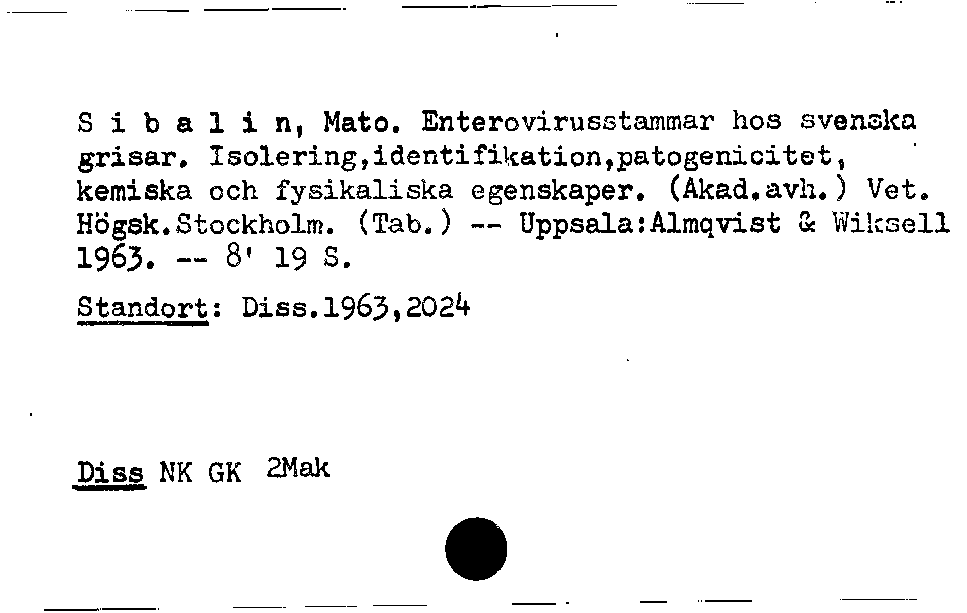 S i b a l i n, Mato. Enterovirusstammar hos svenska
grisar. Isolering,identifikation,patogenicitet,
kemiska och fysikaliska egenskaper. (Akad.avh.) Vet.
Högsk.Stockholm. (Tab.) -- Uppsala:Almqvist & Wiksell
1963. -- 8' 19 S.
Standort: Diss.1963,2024
Diss NK GK 2Mak